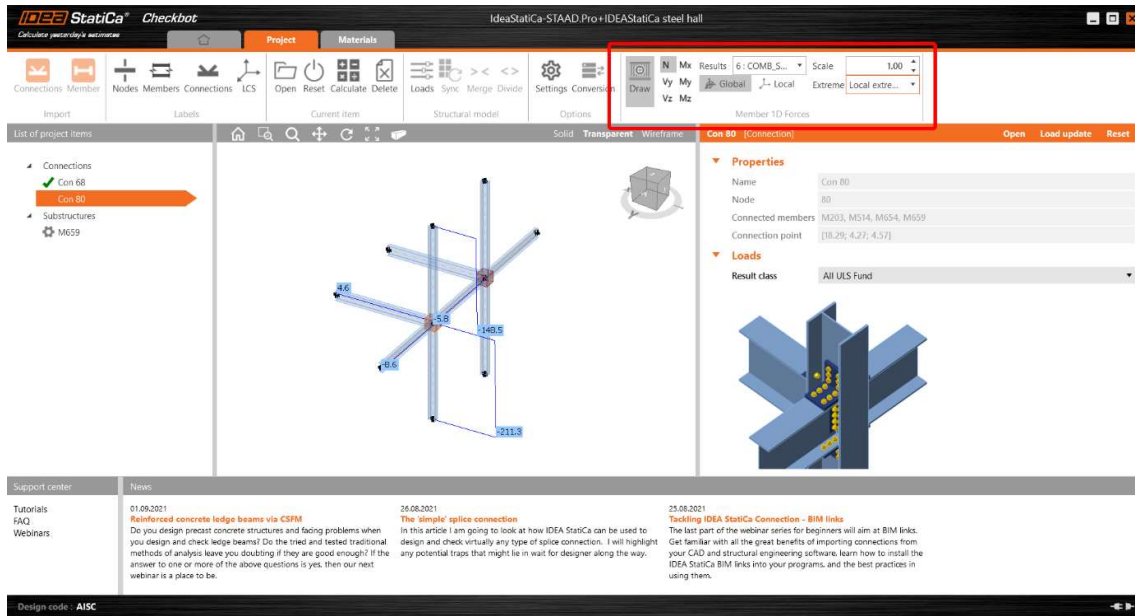 IDEA StatiCa® Checkbot
Calculate yesterday's estimates
IdeaStatiCa-STAAD.Pro+IDEAStatiCa steel hall
Project Materials
Connections Member Nodes Members Connections LCS Open Reset Calculate Delete Loads Sync Merge Divide Settings Conversion Draw
N Mx Results 6 : COMB_S... Scale 1.00
Vy My Global Local Extreme Local extre...
Vz Mz
Import Labels Current item Structural model Options Member 1D Forces
List of project items
Solid Transparent Wireframe
Con 80 [Connection] Open Load update Reset
Connections
Con 68
Con 80
Substructures
M659
4.6
-5.8
-148.5
-8.6
-211.3
Properties
Name Con 80
Node 80
Connected members M203, M514, M654, M659
Connection point [18.29; 4.27; 4.57]
Loads
Result class All ULS Fund
Support center
Tutorials
FAQ
Webinars
News
01.09.2021
Reinforced concrete ledge beams via CSFM
Do you design precast concrete structures and facing problems when
you design and check ledge beams? Do the tried and tested traditional
methods of analysis leave you doubting if they are good enough? If the
answer to one or more of the above questions is yes, then our next
webinar is a place to be.
26.08.2021
The 'simple' splice connection
In this article I am going to look at how IDEA StatiCa can be used to
design and check virtually any type of splice connection. I will highlight
any potential traps that might lie in wait for designer along the way.
25.08.2021
Tackling IDEA StatiCa Connection - BIM links
The last part of the webinar series for beginners will aim at BIM links.
Get familiar with all the great benefits of importing connections from
your CAD and structural engineering software, learn how to install the
IDEA StatiCa BIM links into your programs, and the best practices in
using them.
Design code : AISC